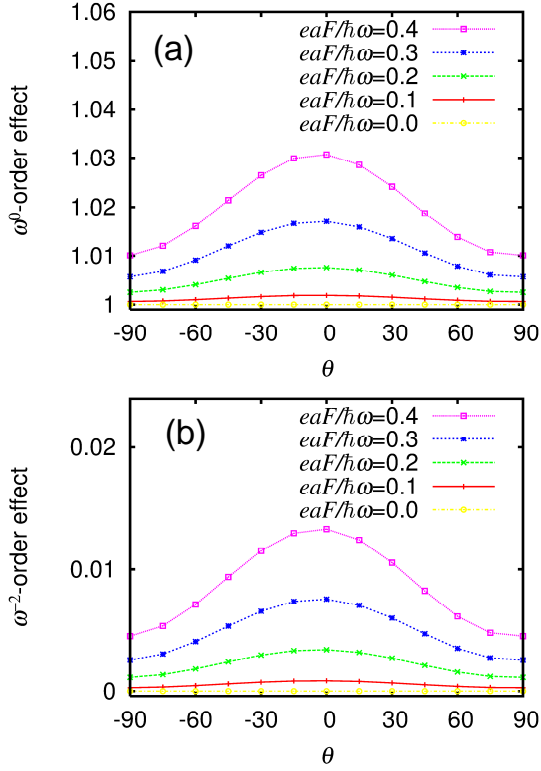 1.06
(a)
eaF/ħω=0.4
1.05
eaF/ħω=0.3
eaF/ħω=0.2
1.04
eaF/ħω=0.1
eaF/ħω=0.0
1.03
1.02
1.01
1
ω⁰-order effect
-90 -60 -30 0 30 60 90
θ
(b)
eaF/ħω=0.4
0.02
euF/ħω=0.3
eaF/ħω=0.2
eaF/ħω=0.1
eaF/ħω=0.0
0.01
0
ω⁻²-order effect
-90 -60 -30 0 30 60 90
θ